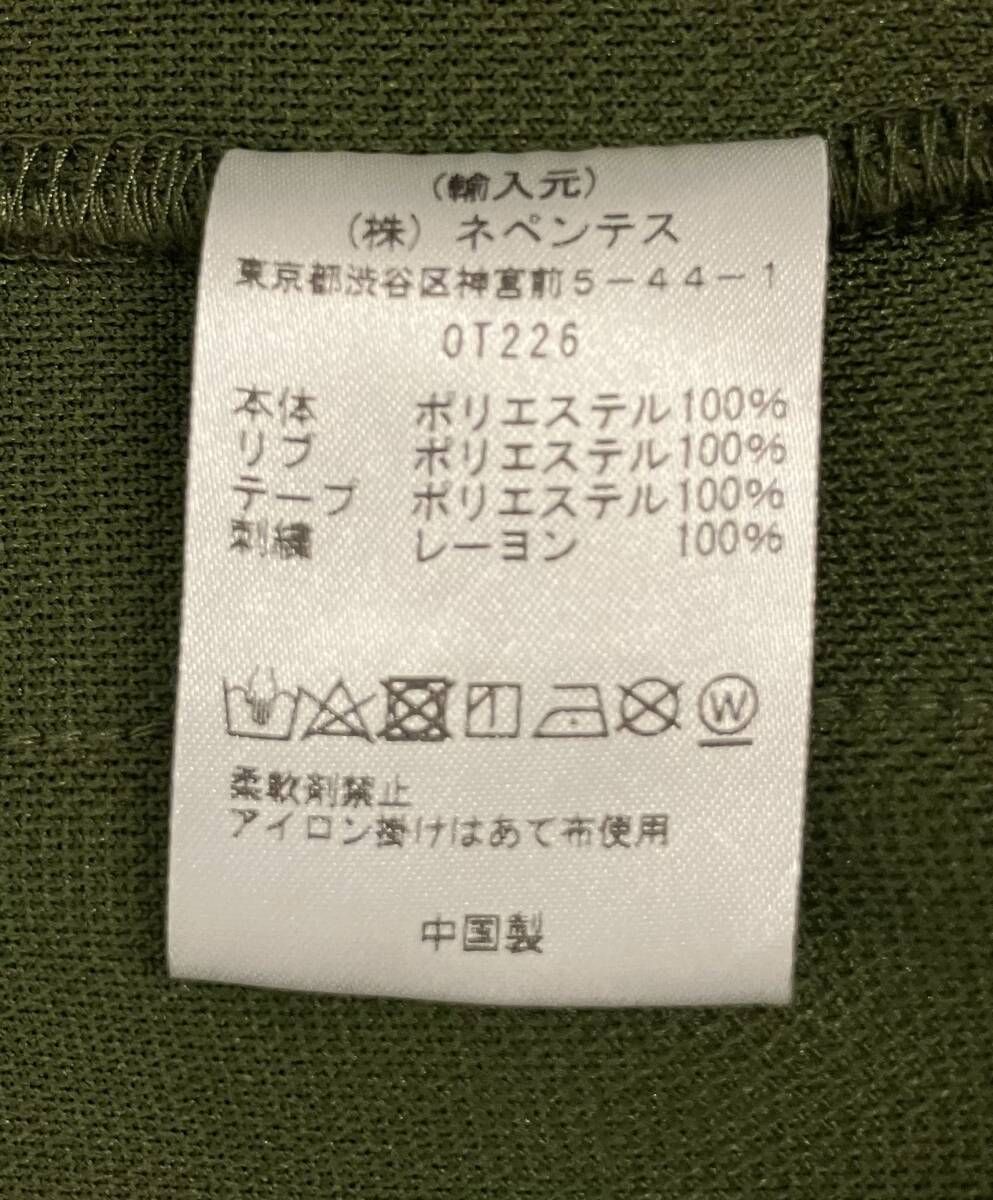 (輸入元)
(株) ネペンテス
東京都渋谷区神宮前5-44-1
OT226
本体 ポリエステル100%
リブ ポリエステル100%
テープ ポリエステル100%
刺繍 レーヨン 100%
W
柔軟剤禁止
アイロン掛けはあて布使用
中国製